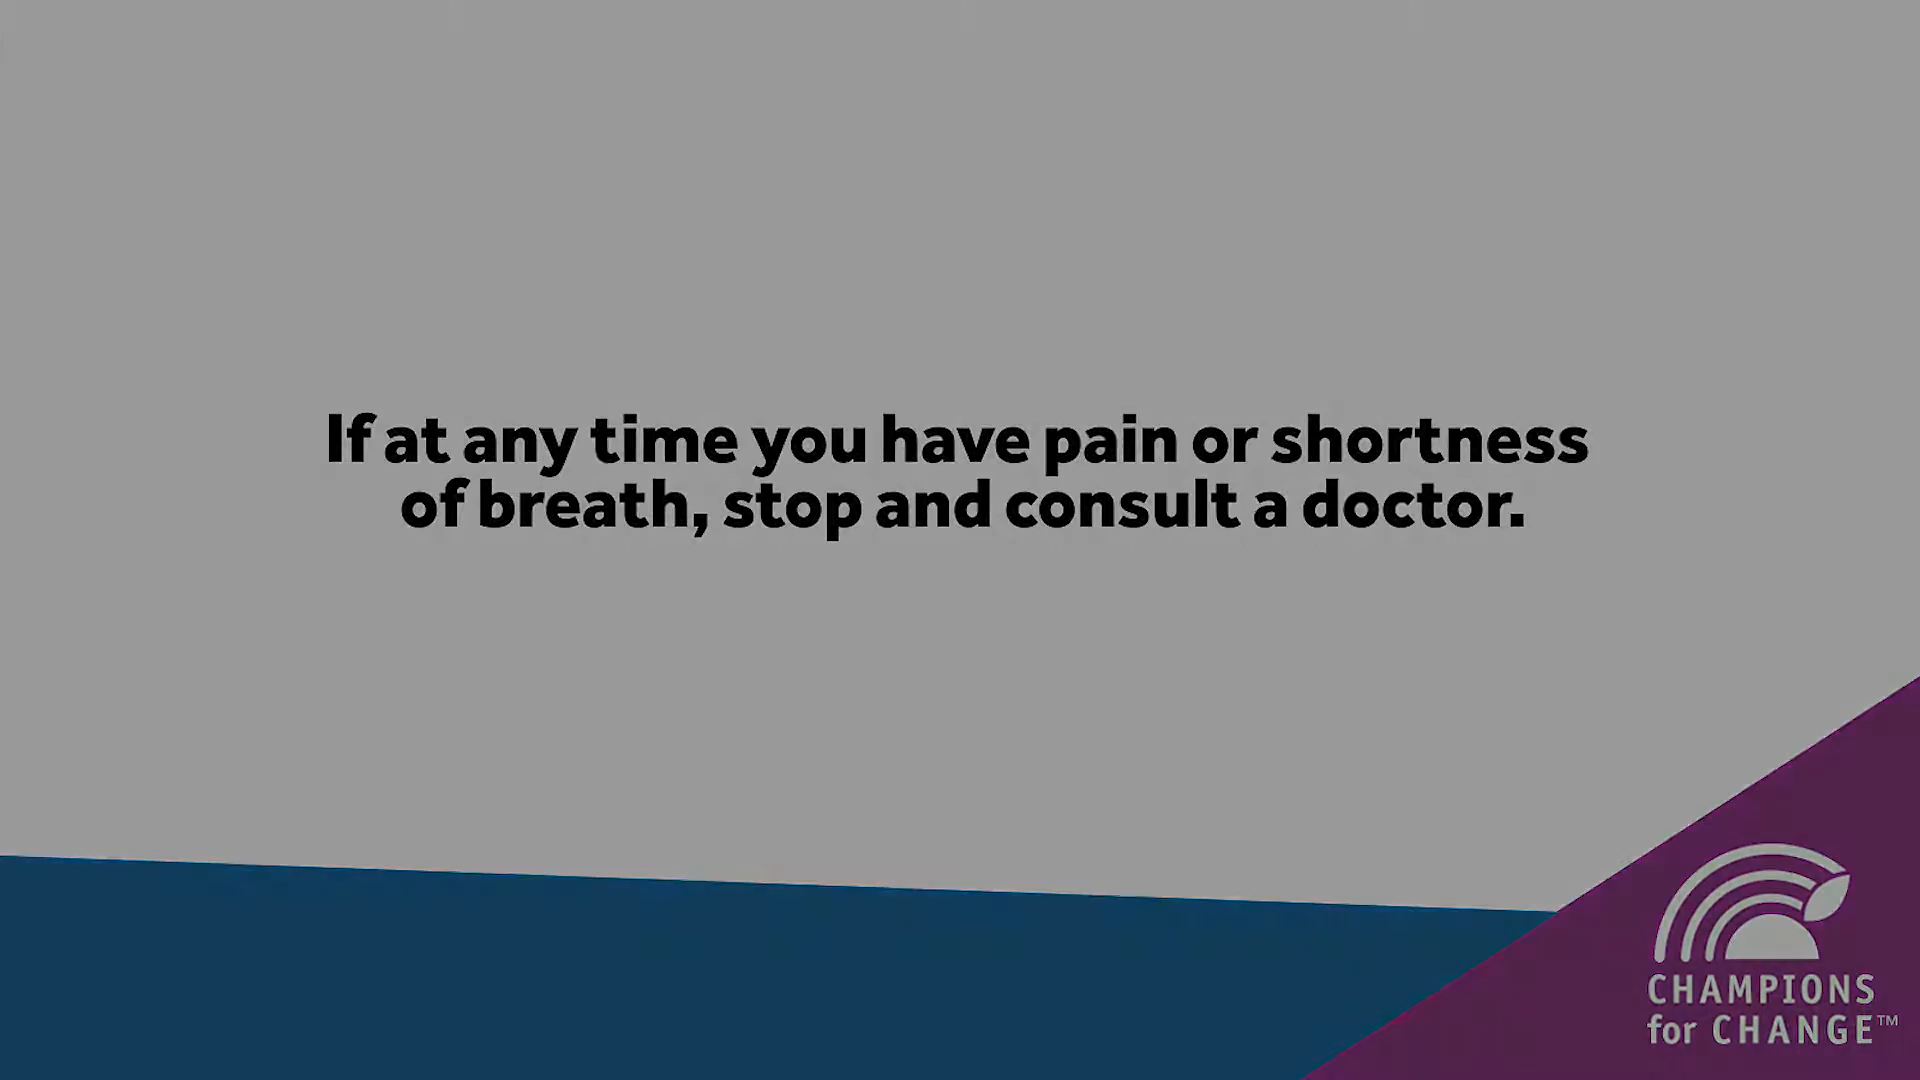 If at any time you have pain or shortness
of breath, stop and consult a doctor.
CHAMPIONS
for CHANGE™